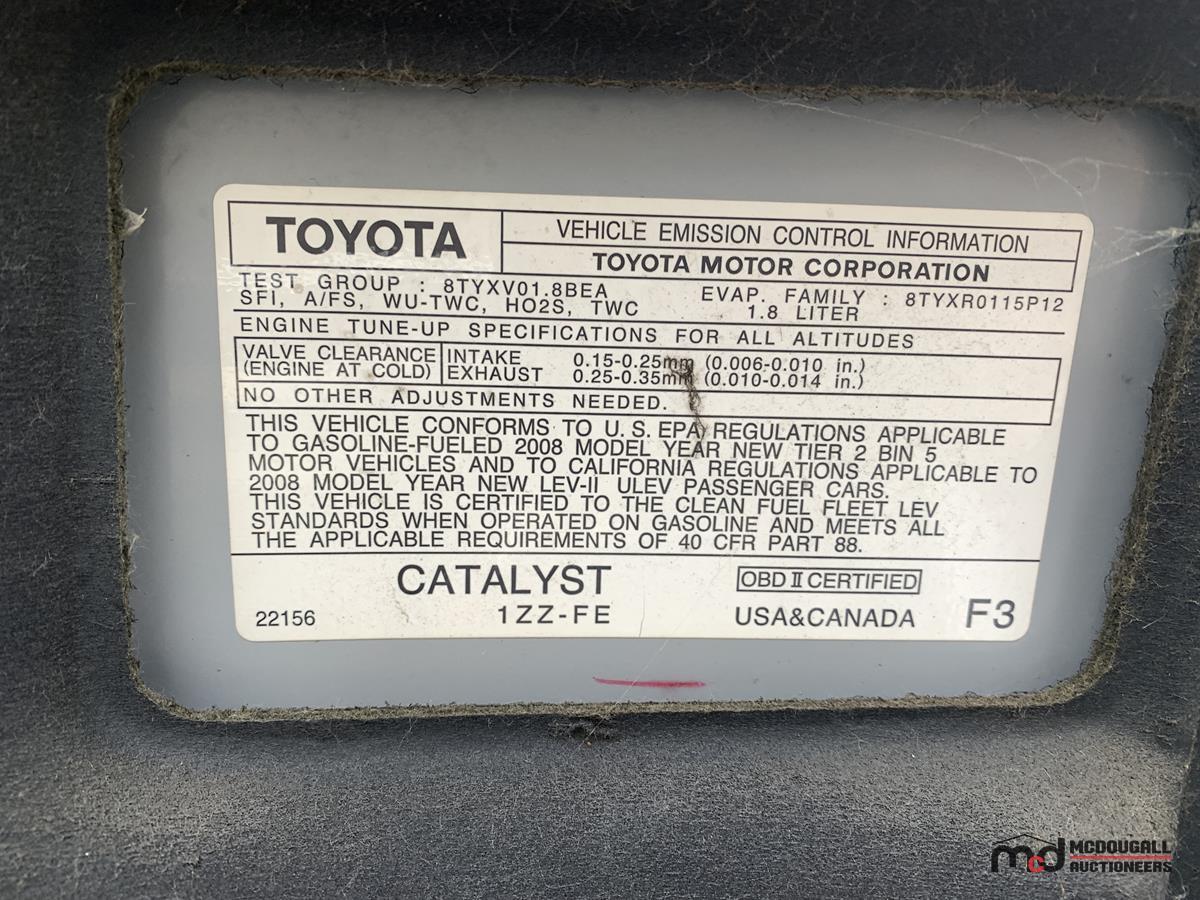 TOYOTA
VEHICLE EMISSION CONTROL INFORMATION
TOYOTA MOTOR CORPORATION
TEST GROUP : 8TYXV01.8BEA EVAP. FAMILY : 8TYXR0115P12
SFI, A/FS, WU-TWC, HO2S, TWC 1.8 LITER
ENGINE TUNE-UP SPECIFICATIONS FOR ALL ALTITUDES
VALVE CLEARANCE INTAKE 0.15-0.25mm (0.006-0.010 in.)
(ENGINE AT COLD) EXHAUST 0.25-0.35mm (0.010-0.014 in.)
NO OTHER ADJUSTMENTS NEEDED.
THIS VEHICLE CONFORMS TO U.S. EPA REGULATIONS APPLICABLE
TO GASOLINE-FUELED 2008 MODEL YEAR NEW TIER 2 BIN 5
MOTOR VEHICLES AND TO CALIFORNIA REGULATIONS APPLICABLE TO
2008 MODEL YEAR NEW LEV-II ULEV PASSENGER CARS.
THIS VEHICLE IS CERTIFIED TO THE CLEAN FUEL FLEET LEV
STANDARDS WHEN OPERATED ON GASOLINE AND MEETS ALL
THE APPLICABLE REQUIREMENTS OF 40 CFR PART 88.
CATALYST OBD II CERTIFIED
22156 1ZZ-FE USA&CANADA F3
mcd MCDOUGALL
AUCTIONEERS